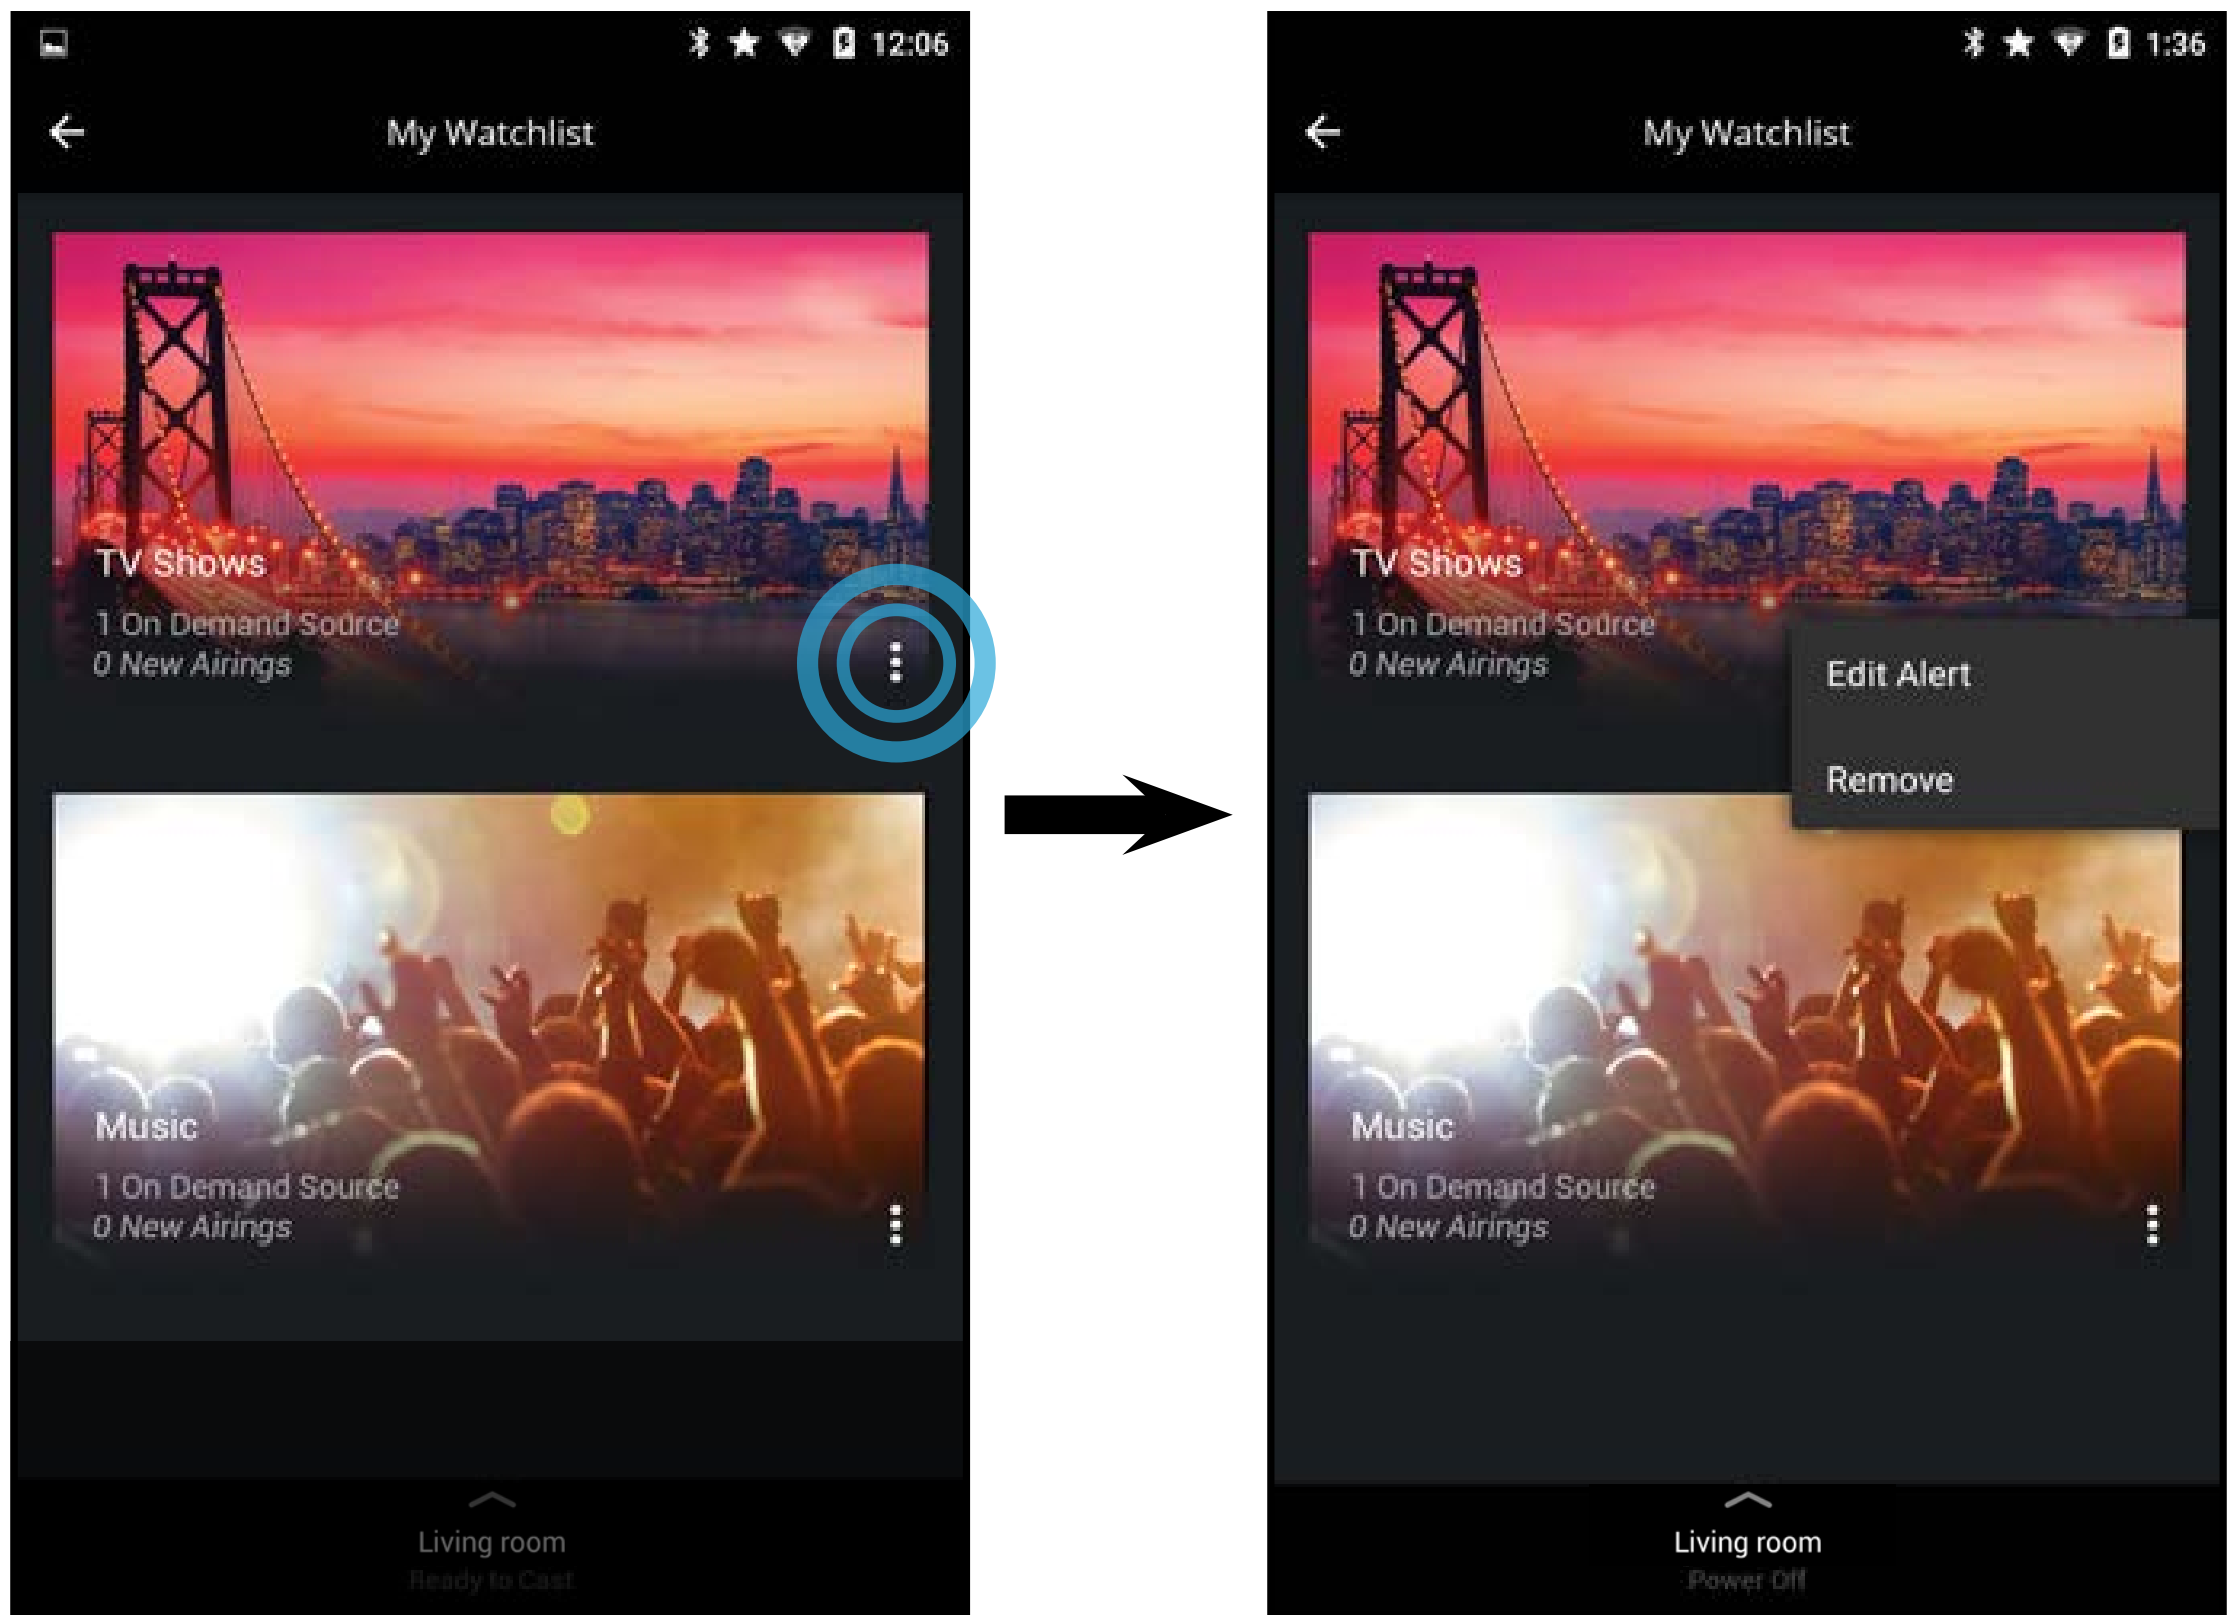 12:06
My Watchlist
TV Shows
1 On Demand Source
0 New Airings
Music
1 On Demand Source
0 New Airings
Living room
Ready to Cast
1:36
My Watchlist
TV Shows
1 On Demand Source
0 New Airings
Edit Alert
Remove
Music
1 On Demand Source
0 New Airings
Living room
Power Off